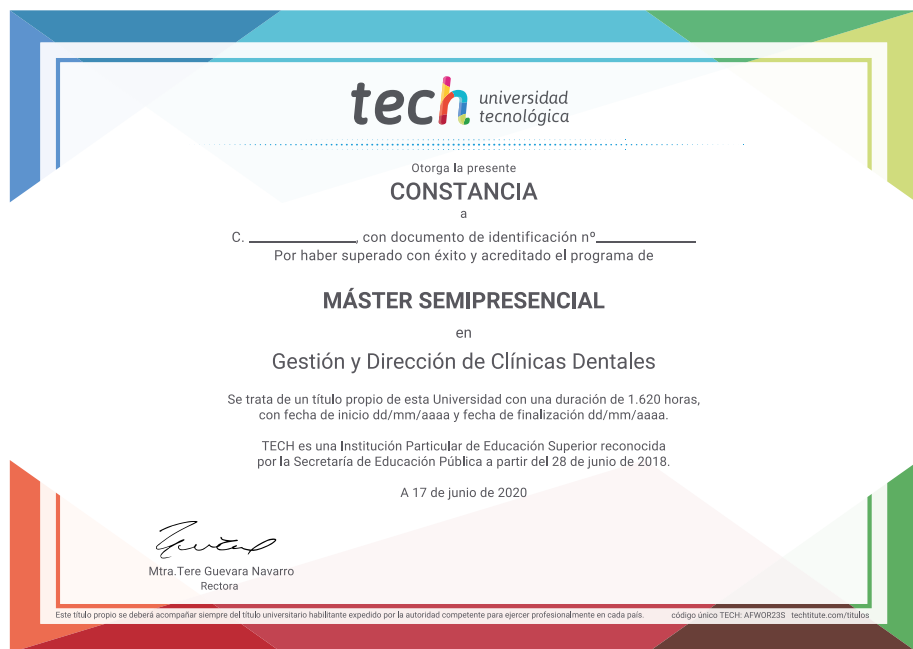 tech universidad
tecnológica
Otorga la presente
CONSTANCIA
a
C. ____________, con documento de identificación nº____________
Por haber superado con éxito y acreditado el programa de
MÁSTER SEMIPRESENCIAL
en
Gestión y Dirección de Clínicas Dentales
Se trata de un título propio de esta Universidad con una duración de 1.620 horas,
con fecha de inicio dd/mm/aaaa y fecha de finalización dd/mm/aaaa.
TECH es una Institución Particular de Educación Superior reconocida
por la Secretaría de Educación Pública a partir del 28 de junio de 2018.
A 17 de junio de 2020
Mtra.Tere Guevara Navarro
Rectora
Este título propio se deberá acompañar siempre del título universitario habilitante expedido por la autoridad competente para ejercer profesionalmente en cada país. código único TECH: AFWOR23S techtitute.com/titulos